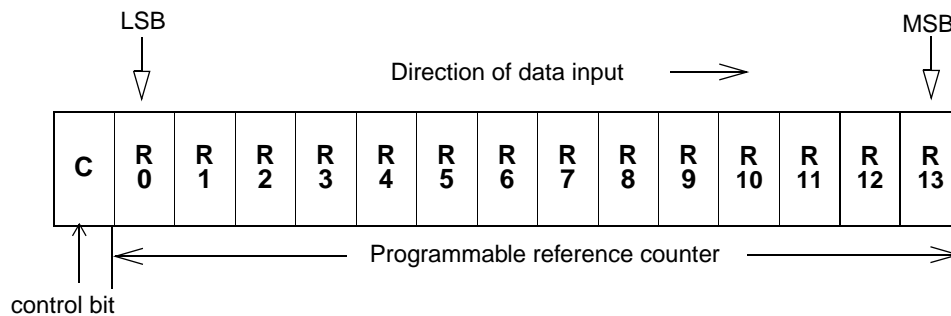 LSB
MSB
Direction of data input
C R R R R R R R R R R R R R R
0 1 2 3 4 5 6 7 8 9 10 11 12 13
Programmable reference counter
control bit